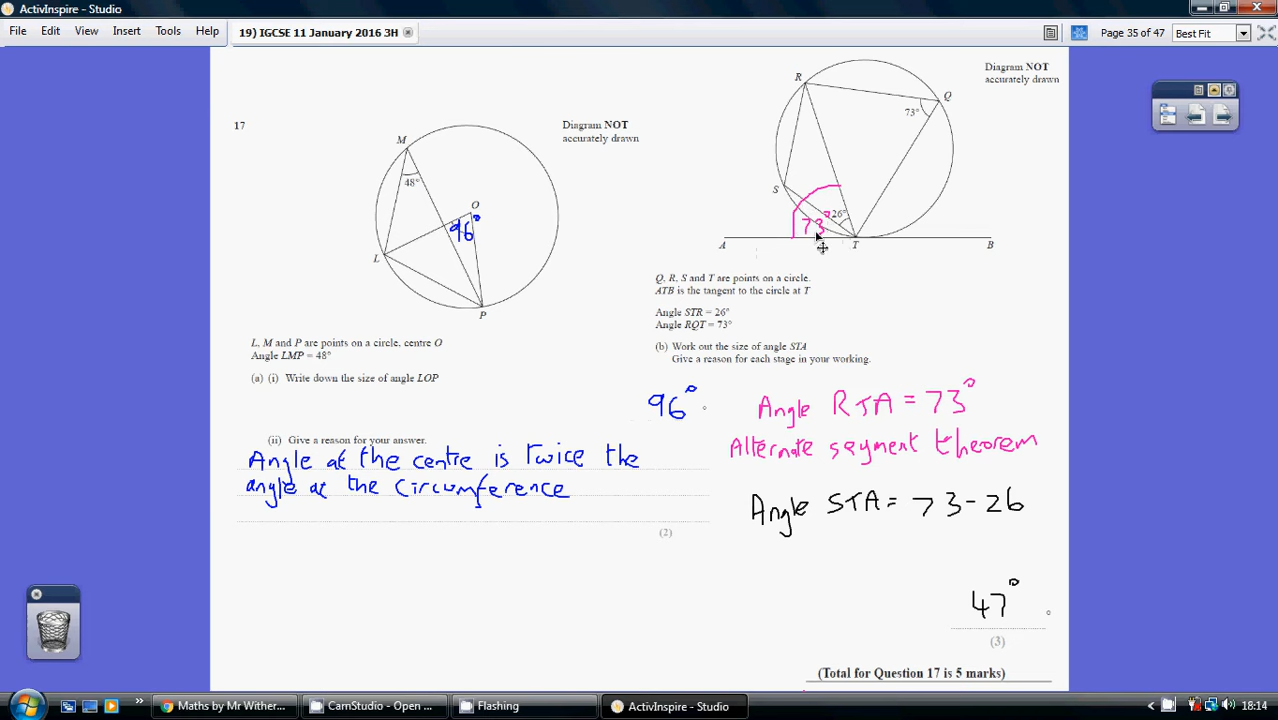 ActivInspire - Studio
File Edit View Insert Tools Help
19) IGCSE 11 January 2016 3H
Page 35 of 47
Best Fit
17
Diagram NOT
accurately drawn
M
48°
O
96°
L
P
L, M and P are points on a circle, centre O
Angle LMP = 48°
(a) (i) Write down the size of angle LOP
96°
(ii) Give a reason for your answer.
Angle at the centre is twice the
angle at the circumference
(2)
Diagram NOT
accurately drawn
R
Q
73°
S
26°
73°
A
T
B
Q, R, S and T are points on a circle.
ATB is the tangent to the circle at T
Angle STR = 26°
Angle RQT = 73°
(b) Work out the size of angle STA
Give a reason for each stage in your working.
Angle RTA = 73°
Alternate segment theorem
Angle STA = 73-26
47°
(3)
(Total for Question 17 is 5 marks)
Maths by Mr Wither...
CamStudio - Open ...
Flashing
ActivInspire - Studio
18:14